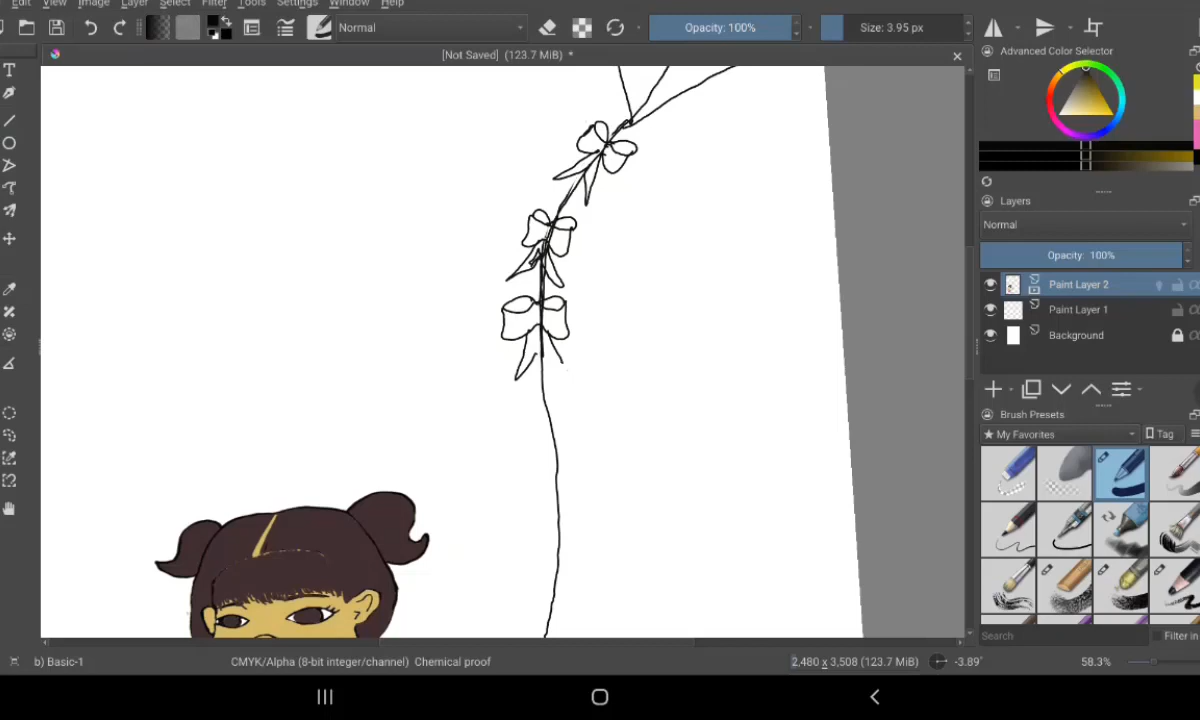 Edit View Image Layer Select Filter Tools Settings Window Help
Normal
Opacity: 100%
Size: 3.95 px
[Not Saved] (123.7 MiB) *
Advanced Color Selector
Layers
Normal
Opacity: 100%
Paint Layer 2
Paint Layer 1
Background
Brush Presets
★ My Favorites
Tag
Search
Filter in
b) Basic-1
CMYK/Alpha (8-bit integer/channel) Chemical proof
2,480 x 3,508 (123.7 MiB)
-3.89°
58.3%